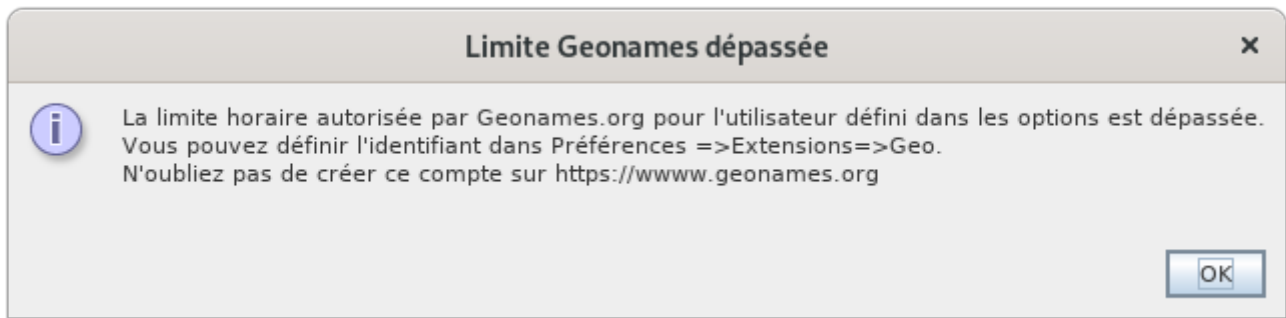 Limite Geonames dépassée
La limite horaire autorisée par Geonames.org pour l'utilisateur défini dans les options est dépassée.
Vous pouvez définir l'identifiant dans Préférences =>Extensions=>Geo.
N'oubliez pas de créer ce compte sur https://wwww.geonames.org
OK